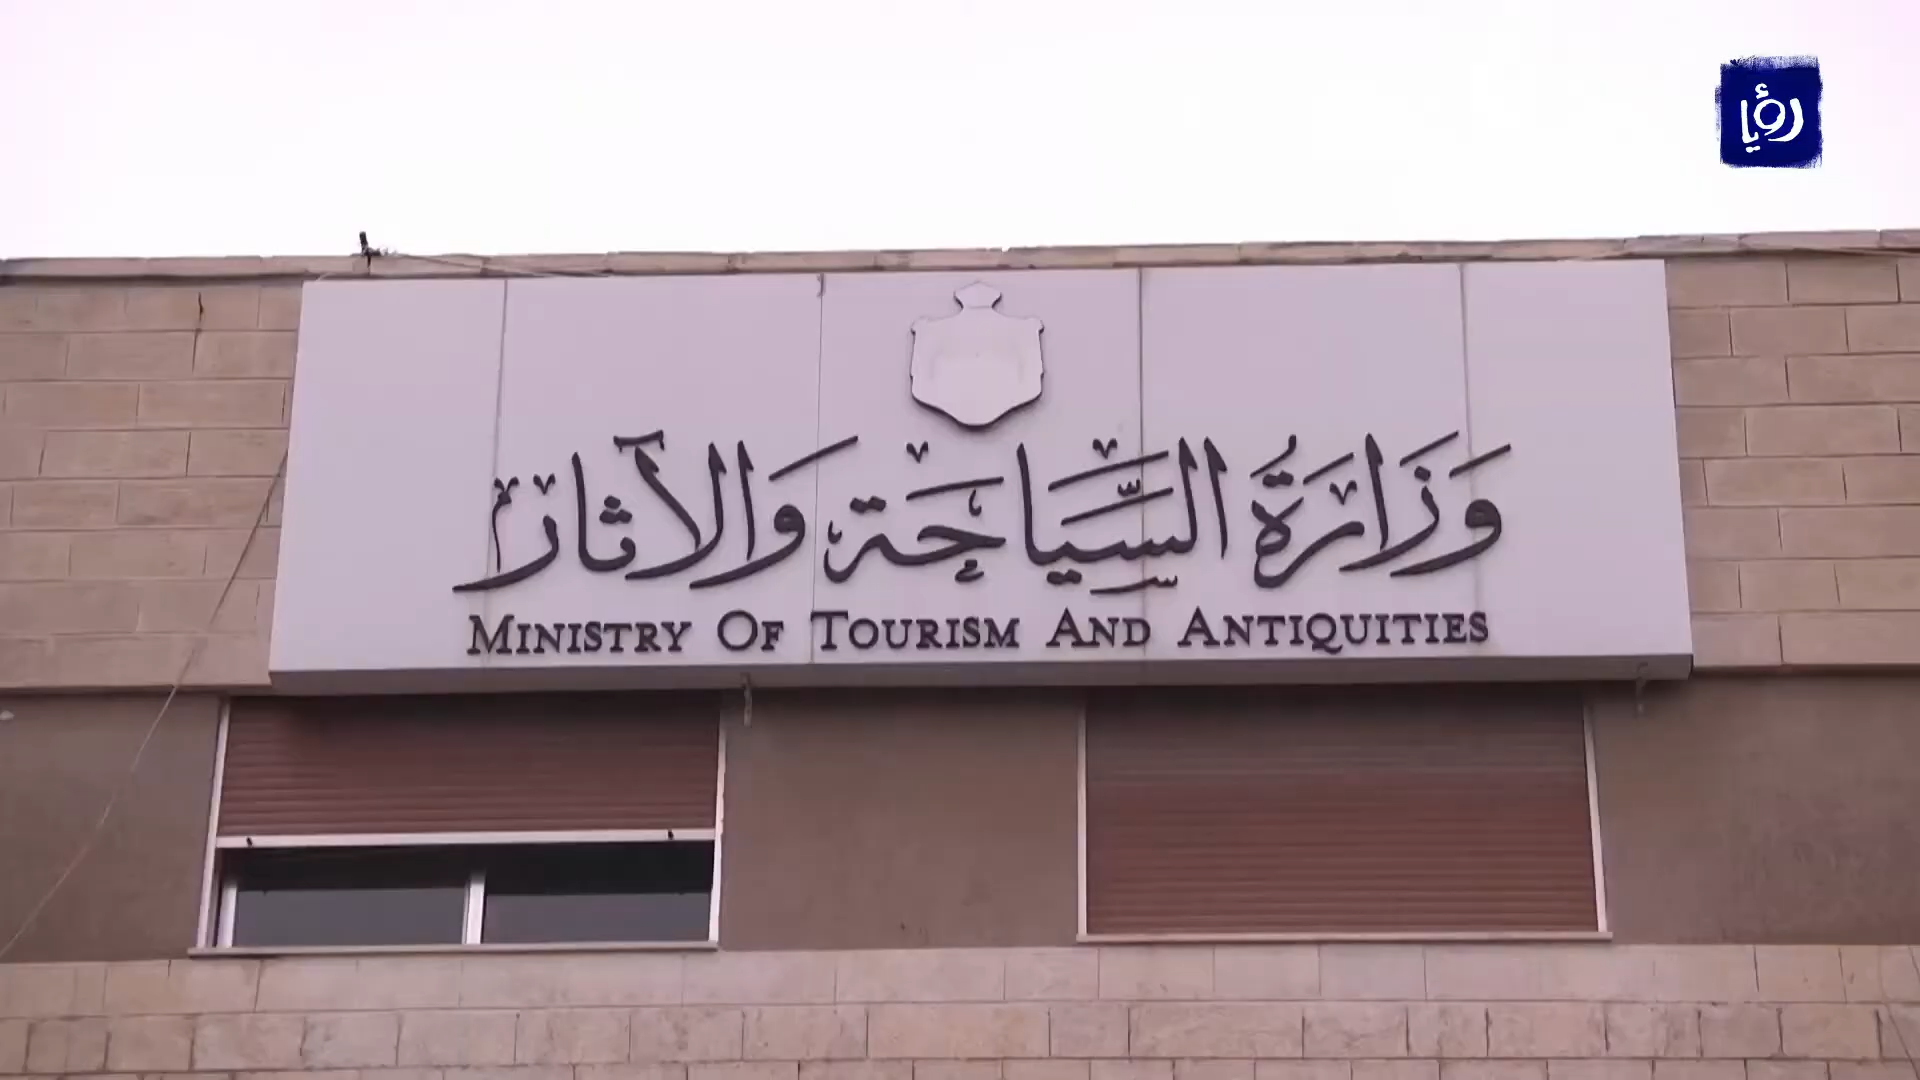 رؤيا
وزارة السياحة والآثار
MINISTRY OF TOURISM AND ANTIQUITIES